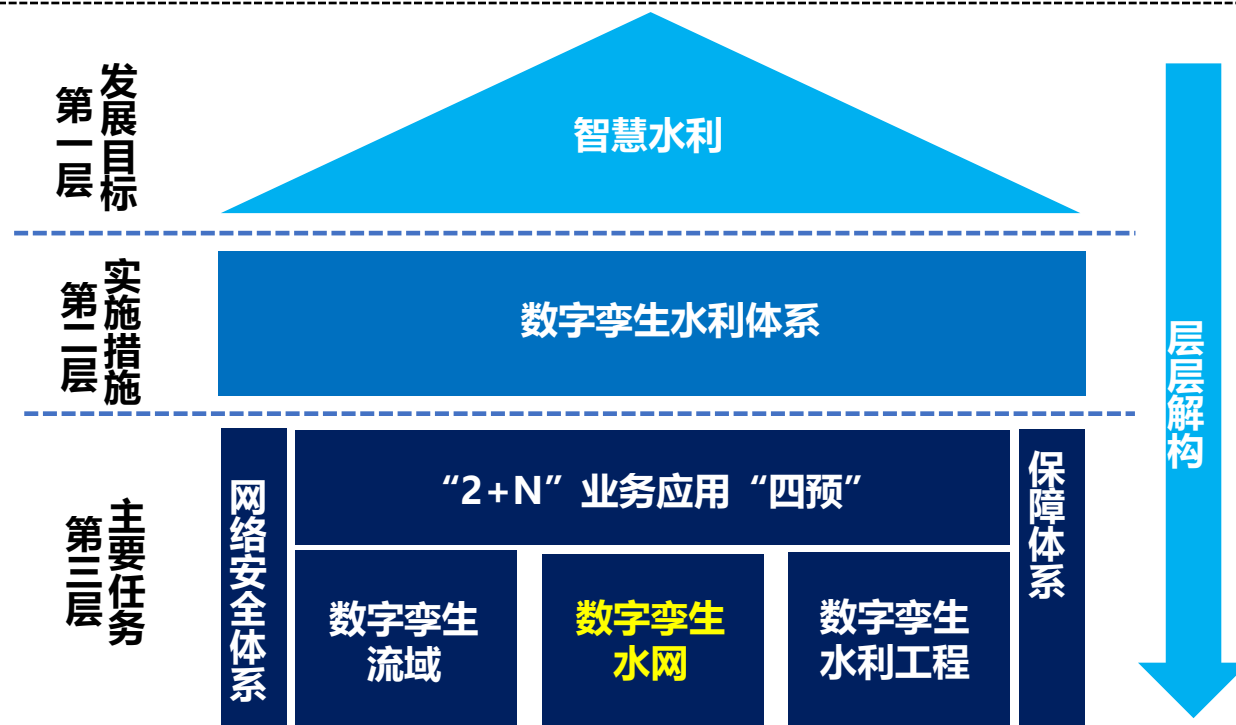 第一层
发展目标
智慧水利
第二层
实施措施
数字孪生水利体系
层层解构
第三层
主要任务
网络安全体系
“2+N”业务应用“四预”
保障体系
数字孪生
流域
数字孪生
水网
数字孪生
水利工程